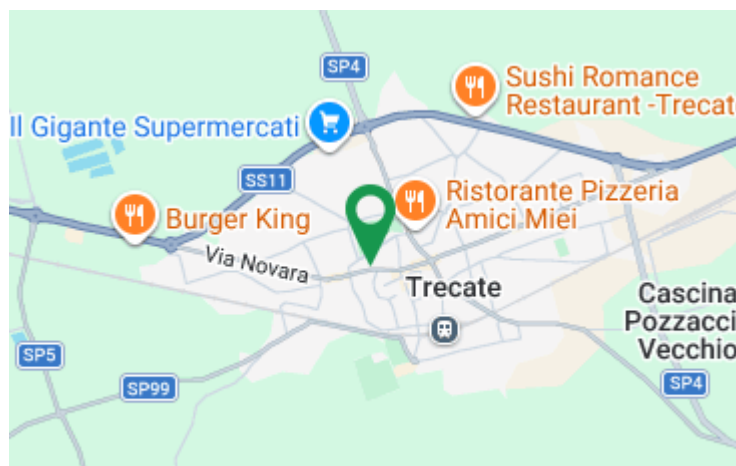 SP4
Sushi Romance
Restaurant -Trecat
Il Gigante Supermercati
SS11
Ristorante Pizzeria
Amici Miei
Burger King
Via Novara
Trecate
Cascina
Pozzacci
Vecchio
SP5
SP99
SP4